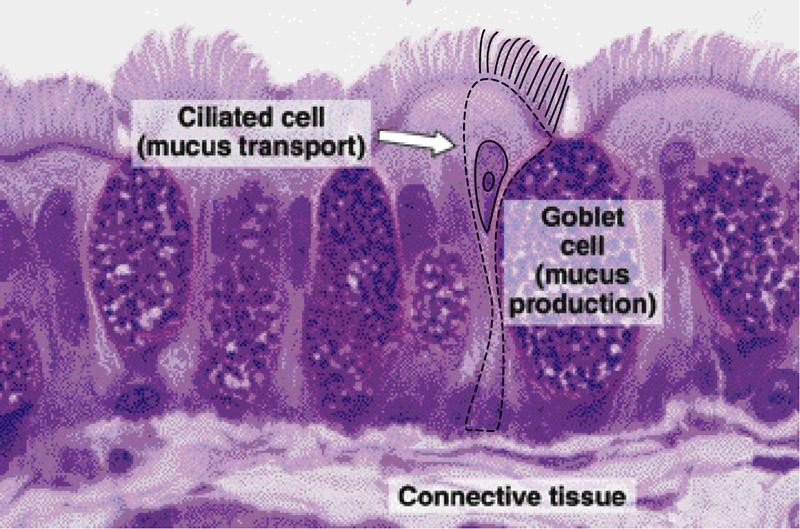 Ciliated cell
(mucus transport)
Goblet
cell
(mucus
production)
Connective tissue